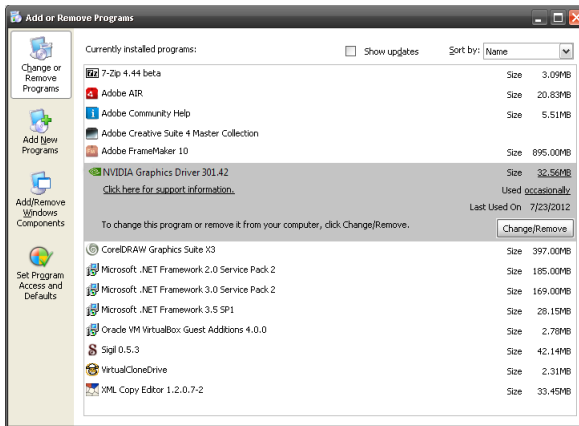 Add or Remove Programs
Change or
Remove
Programs
Add New
Programs
Add/Remove
Windows
Components
Set Program
Access and
Defaults
Currently installed programs: Show updates Sort by: Name
7-Zip 4.44 beta Size 3.09MB
Adobe AIR Size 20.83MB
Adobe Community Help Size 5.51MB
Adobe Creative Suite 4 Master Collection
Adobe FrameMaker 10 Size 895.00MB
NVIDIA Graphics Driver 301.42 Size 32.56MB
Click here for support information. Used occasionally
Last Used On 7/23/2012
To change this program or remove it from your computer, click Change/Remove. Change/Remove
CorelDRAW Graphics Suite X3 Size 397.00MB
Microsoft .NET Framework 2.0 Service Pack 2 Size 185.00MB
Microsoft .NET Framework 3.0 Service Pack 2 Size 169.00MB
Microsoft .NET Framework 3.5 SP1 Size 28.15MB
Oracle VM VirtualBox Guest Additions 4.0.0 Size 2.78MB
Sigil 0.5.3 Size 42.14MB
VirtualCloneDrive Size 2.31MB
XML Copy Editor 1.2.0.7-2 Size 33.45MB